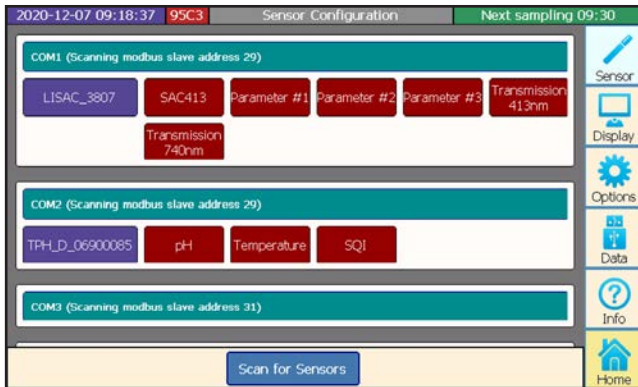 2020-12-07 09:18:37 95C3 Sensor Configuration Next sampling 09:30
COM1 (Scanning modbus slave address 29)
LISAC_3807 SAC413 Parameter #1 Parameter #2 Parameter #3 Transmission
413nm
Transmission
740nm
COM2 (Scanning modbus slave address 29)
TPH_D_06900085 pH Temperature SQI
COM3 (Scanning modbus slave address 31)
Scan for Sensors
Sensor
Display
Options
Data
Info
Home